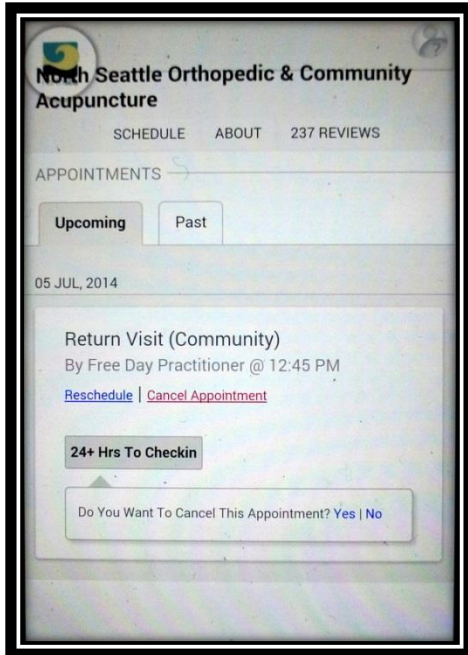 North Seattle Orthopedic & Community
Acupuncture
SCHEDULE ABOUT 237 REVIEWS
APPOINTMENTS
Upcoming Past
05 JUL, 2014
Return Visit (Community)
By Free Day Practitioner @ 12:45 PM
Reschedule | Cancel Appointment
24+ Hrs To Checkin
Do You Want To Cancel This Appointment? Yes | No